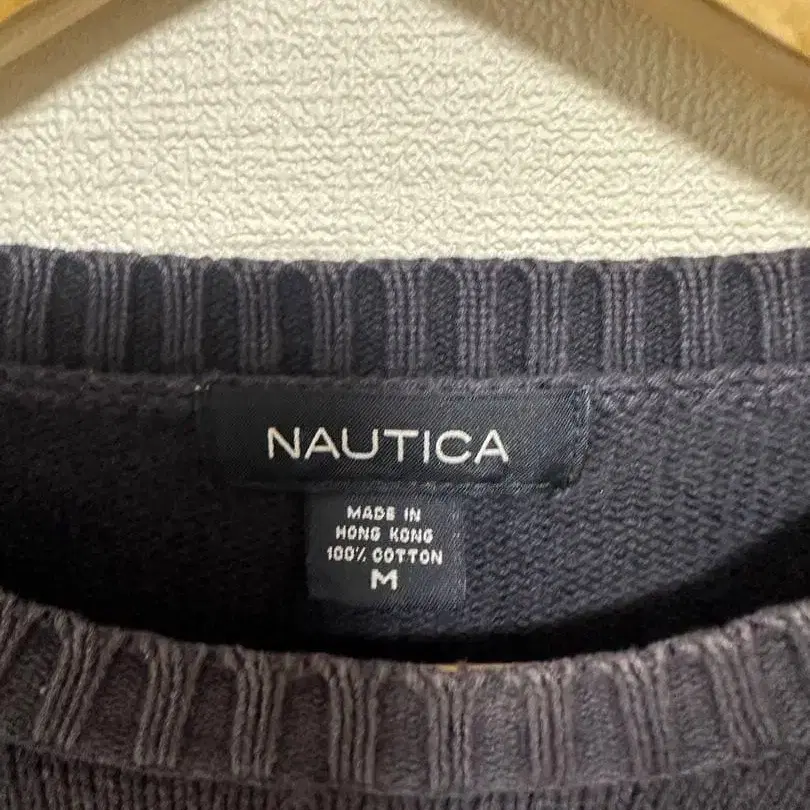 NAUTICA
MADE IN
HONG KONG
100% COTTON
M